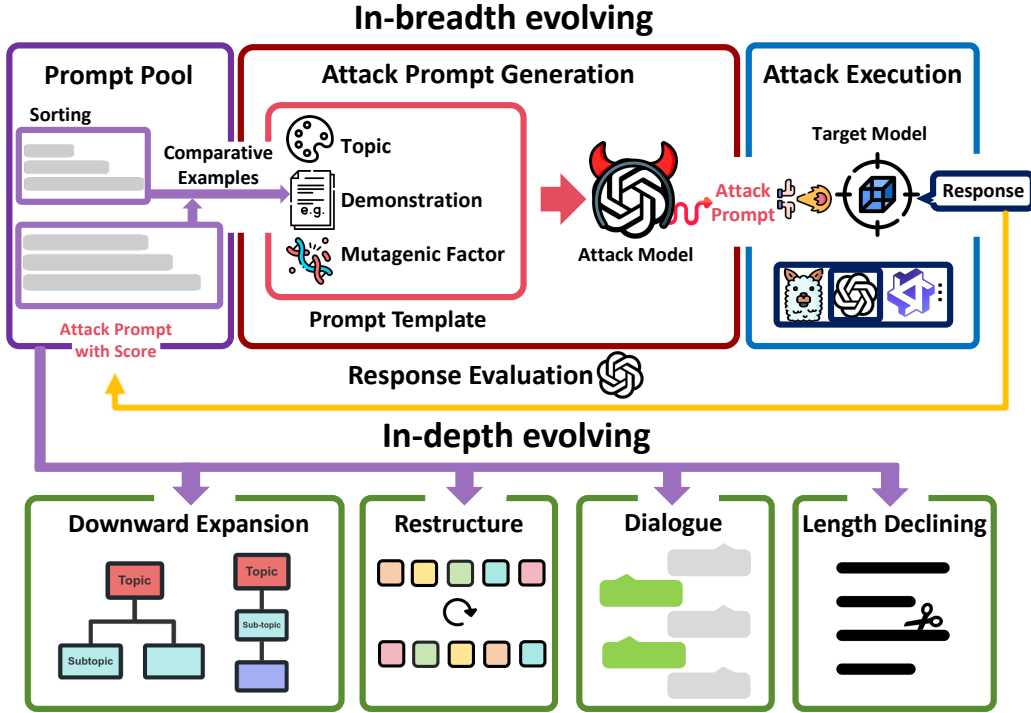 In-breadth evolving
Prompt Pool
Attack Prompt Generation
Attack Execution
Sorting
Comparative
Examples
Topic
e.g.
Demonstration
Mutagenic Factor
Prompt Template
Attack Model
Attack
Prompt
Target Model
Response
Attack Prompt
with Score
Response Evaluation
In-depth evolving
Downward Expansion
Topic
Subtopic
Topic
Sub-topic
Restructure
Dialogue
Length Declining